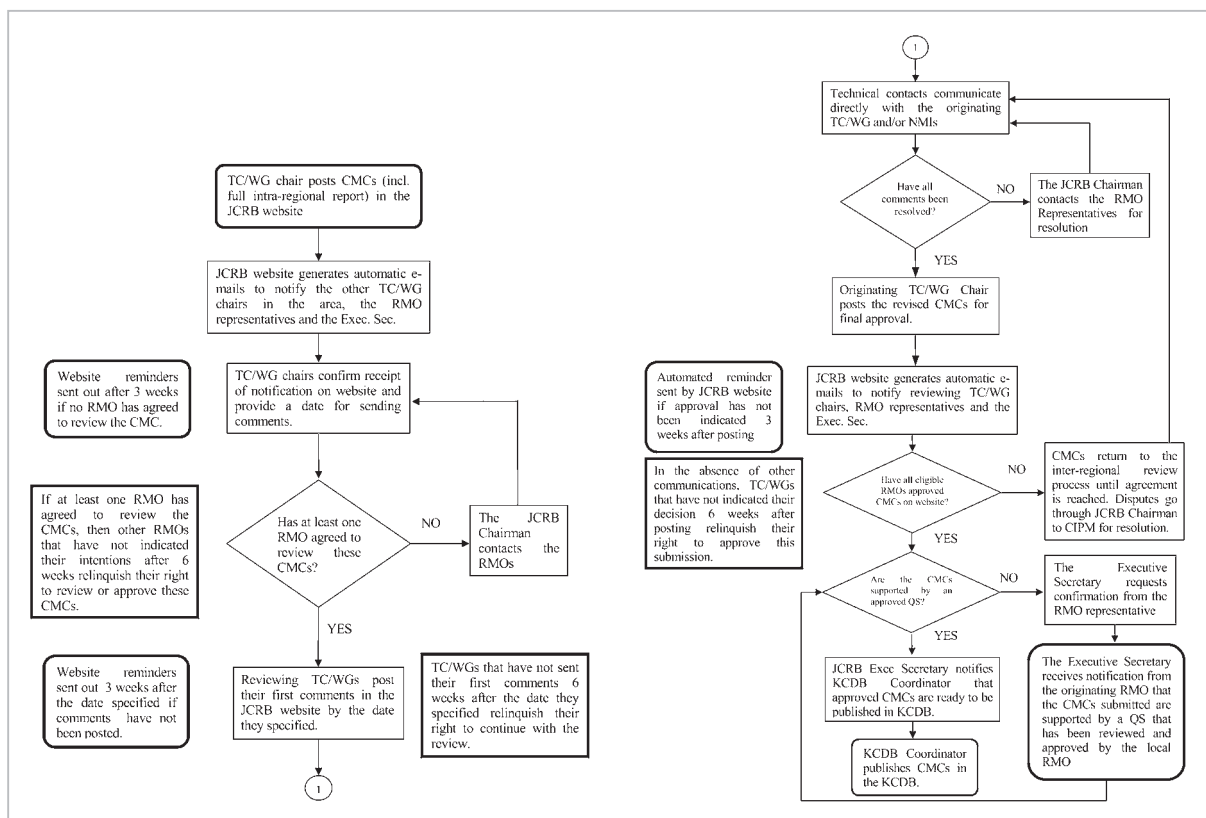 TC/WG chair posts CMCs (incl.
full intra-regional report) in the
JCRB website
JCRB website generates automatic e-
mails to notify the other TC/WG
chairs in the area, the RMO
representatives and the Exec. Sec.
Website reminders
sent out after 3 weeks
if no RMO has agreed
to review the CMC.
TC/WG chairs confirm receipt
of notification on website and
provide a date for sending
comments.
If at least one RMO has
agreed to review the
CMCs, then other RMOs
that have not indicated
their intentions after 6
weeks relinquish their right
to review or approve these
CMCs.
Has at least one
RMO agreed to
review these
CMCs?
NO
The JCRB
Chairman
contacts the
RMOs
YES
Website reminders
sent out 3 weeks after
the date specified if
comments have not
been posted.
Reviewing TC/WGs post
their first comments in the
JCRB website by the date
they specified.
TC/WGs that have not sent
their first comments 6
weeks after the date they
specified relinquish their
right to continue with the
review.
1
1
Technical contacts communicate
directly with the originating
TC/WG and/or NMIs
Have all
comments been
resolved?
NO
The JCRB Chairman
contacts the RMO
Representatives for
resolution
YES
Originating TC/WG Chair
posts the revised CMCs for
final approval.
Automated reminder
sent by JCRB website
if approval has not
been indicated 3
weeks after posting
JCRB website generates automatic e-
mails to notify reviewing TC/WG
chairs, RMO representatives and the
Exec. Sec.
In the absence of other
communications, TC/WGs
that have not indicated their
decision 6 weeks after
posting relinquish their
right to approve this
submission.
Have all eligible
RMOs approved
CMCs on website?
NO
CMCs return to the
inter-regional review
process until agreement
is reached. Disputes go
through JCRB Chairman
to CIPM for resolution.
YES
Are the CMCs
supported by an
approved QS?
NO
The Executive
Secretary requests
confirmation from the
RMO representative
YES
JCRB Exec Secretary notifies
KCDB Coordinator that
approved CMCs are ready to be
published in KCDB.
The Executive Secretary
receives notification from
the originating RMO that
the CMCs submitted are
supported by a QS that
has been reviewed and
approved by the local
RMO
KCDB Coordinator
publishes CMCs in
the KCDB.